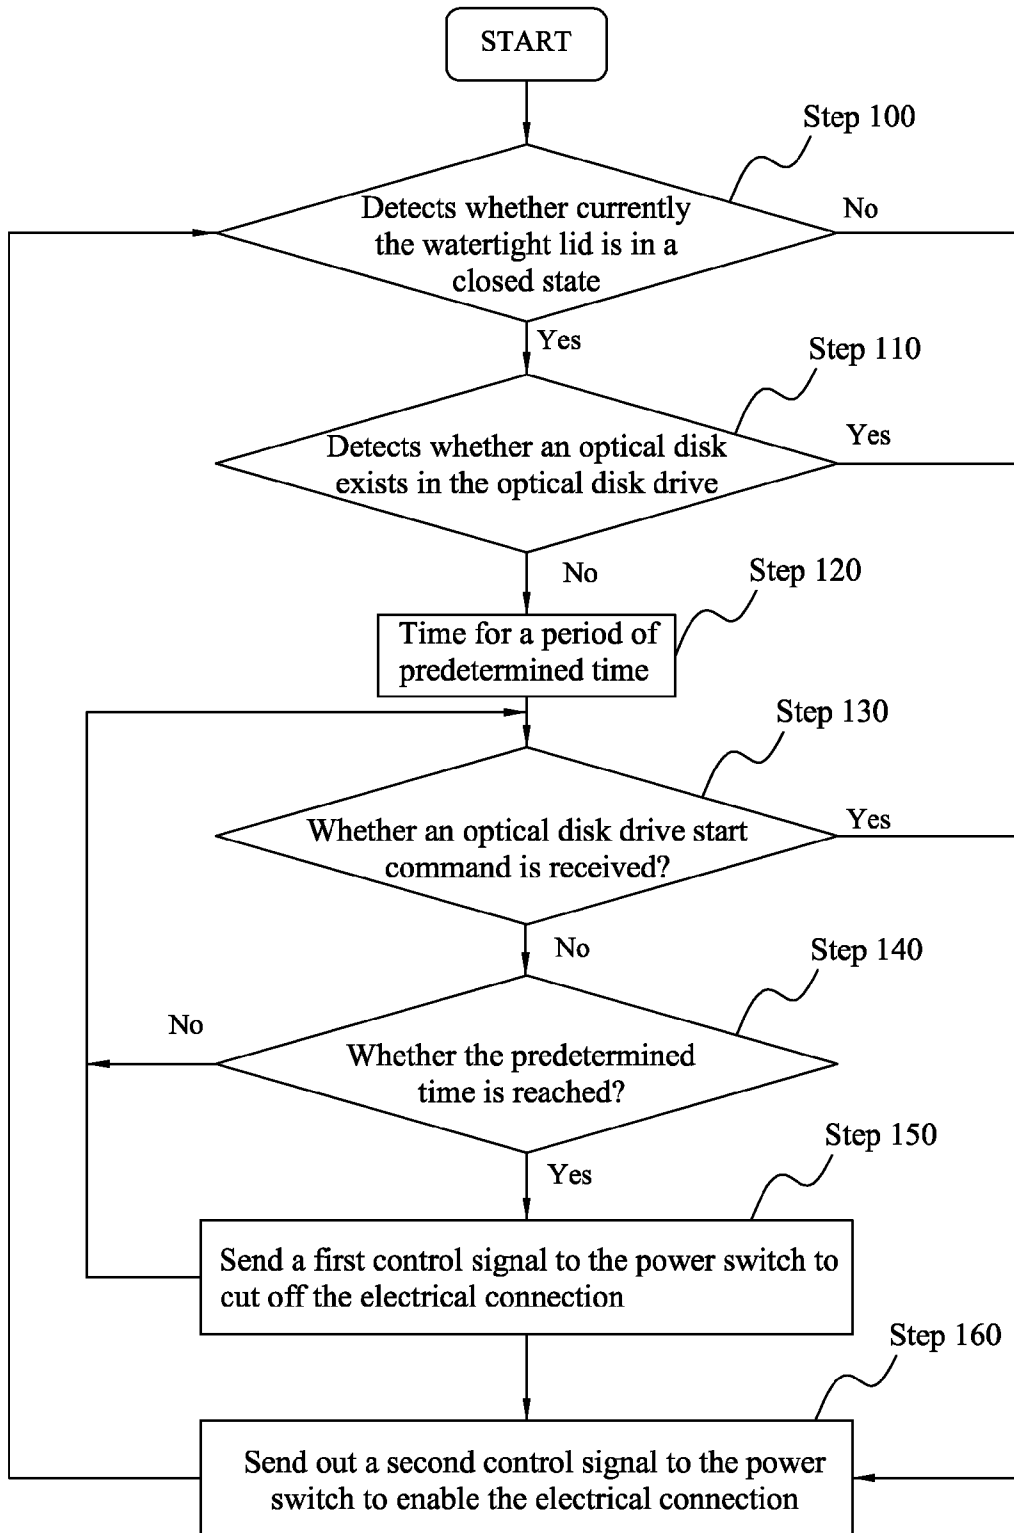 START
Step 100
Detects whether currently
the watertight lid is in a
closed state
No
Yes
Step 110
Detects whether an optical disk
exists in the optical disk drive
Yes
No
Step 120
Time for a period of
predetermined time
Step 130
Whether an optical disk drive start
command is received?
Yes
No
Step 140
No
Whether the predetermined
time is reached?
Yes
Step 150
Send a first control signal to the power switch to
cut off the electrical connection
Step 160
Send out a second control signal to the power
switch to enable the electrical connection